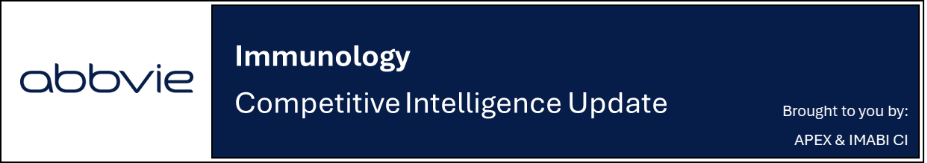 abbvie
Immunology
Competitive Intelligence Update
Brought to you by:
APEX & IMABI CI